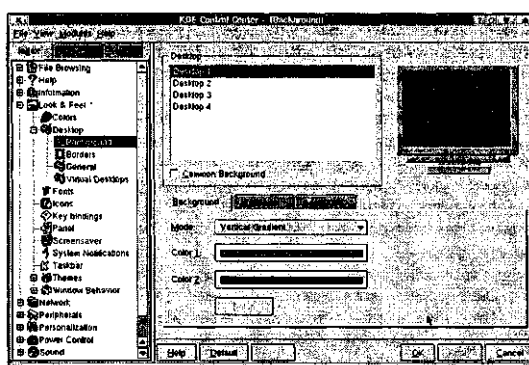 KDE Control Center - [Background]
File View Modules Help
File Browsing
Help
Information
Look & Feel
Colors
Desktop
Background
Borders
General
Virtual Desktops
Fonts
Icons
Key bindings
Panel
Screensaver
System Notifications
Taskbar
Themes
Window Behavior
Network
Peripherals
Personalization
Power Control
Sound
Desktop
Desktop 1
Desktop 2
Desktop 3
Desktop 4
Common Background
Background
Mode: Vertical Gradient
Color 1:
Color 2:
Help Default OK Cancel